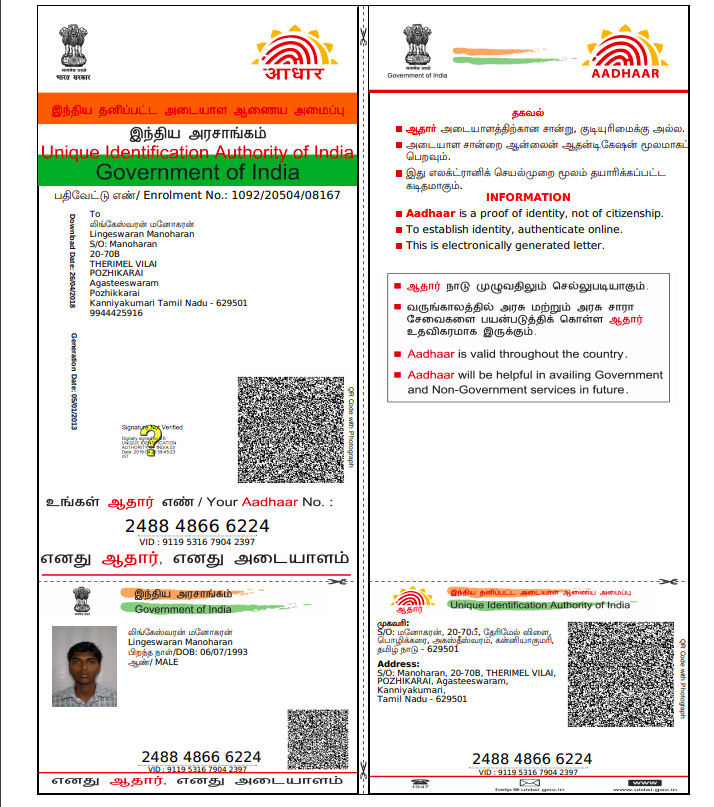 भारत सरकार
आधार
இந்திய தனிப்பட்ட அடையாள ஆணைய அமைப்பு
இந்திய அரசாங்கம்
Unique Identification Authority of India
Government of India
பதிவேட்டு எண்/ Enrolment No.: 1092/20504/08167
Download Date: 26/04/2018
Generation Date: 05/01/2013
To
லிங்கேஸ்வரன் மனோகரன்
Lingeswaran Manoharan
S/O: Manoharan
20-70B
THERIMEL VILAI
POZHIKARAI
Agasteeswaram
Pozhikkarai
Kanniyakumari Tamil Nadu - 629501
9944425916
Signature Not Verified
Digitally signed by
UNIQUE IDENTIFICATION
AUTHORITY INDIA 03
IST
QR Code with Photograph
உங்கள் ஆதார் எண் / Your Aadhaar No. :
2488 4866 6224
VID : 9119 5316 7904 2397
எனது ஆதார், எனது அடையாளம்
இந்திய அரசாங்கம்
Government of India
லிங்கேஸ்வரன் மனோகரன்
Lingeswaran Manoharan
பிறந்த நாள்/DOB: 06/07/1993
ஆண்/ MALE
2488 4866 6224
VID : 9119 5316 7904 2397
எனது ஆதார், எனது அடையாளம்
Government of India
AADHAAR
தகவல்
ஆதார் அடையாளத்திற்கான சான்று, குடியுரிமைக்கு அல்ல.
அடையாள சான்றை ஆன்லைன் ஆதன்டிகேஷன் மூலமாகப்
பெறவும்.
இது எலக்ட்ரானிக் செயல்முறை மூலம் தயாரிக்கப்பட்ட
கடிதமாகும்.
INFORMATION
Aadhaar is a proof of identity, not of citizenship.
To establish identity, authenticate online.
This is electronically generated letter.
ஆதார் நாடு முழுவதிலும் செல்லுபடியாகும்.
வருங்காலத்தில் அரசு மற்றும் அரசு சாரா
சேவைகளை பயன்படுத்திக் கொள்ள ஆதார்
உதவிகரமாக இருக்கும்.
Aadhaar is valid throughout the country.
Aadhaar will be helpful in availing Government
and Non-Government services in future.
ஆதார்
இந்திய தனிப்பட்ட அடையாள ஆணைய அமைப்பு
Unique Identification Authority of India
முகவரி:
S/O: மனோகரன், 20-70பீ, தேரிமேல் விளை,
பொழிக்கரை, அகஸ்தீஸ்வரம், கன்னியாகுமரி,
தமிழ் நாடு - 629501
Address:
S/O: Manoharan, 20-70B, THERIMEL VILAI,
POZHIKARAI, Agasteeswaram,
Kanniyakumari,
Tamil Nadu - 629501
QR Code with Photograph
2488 4866 6224
VID : 9119 5316 7904 2397
1947
help@uidai.gov.in
www
www.uidai.gov.in